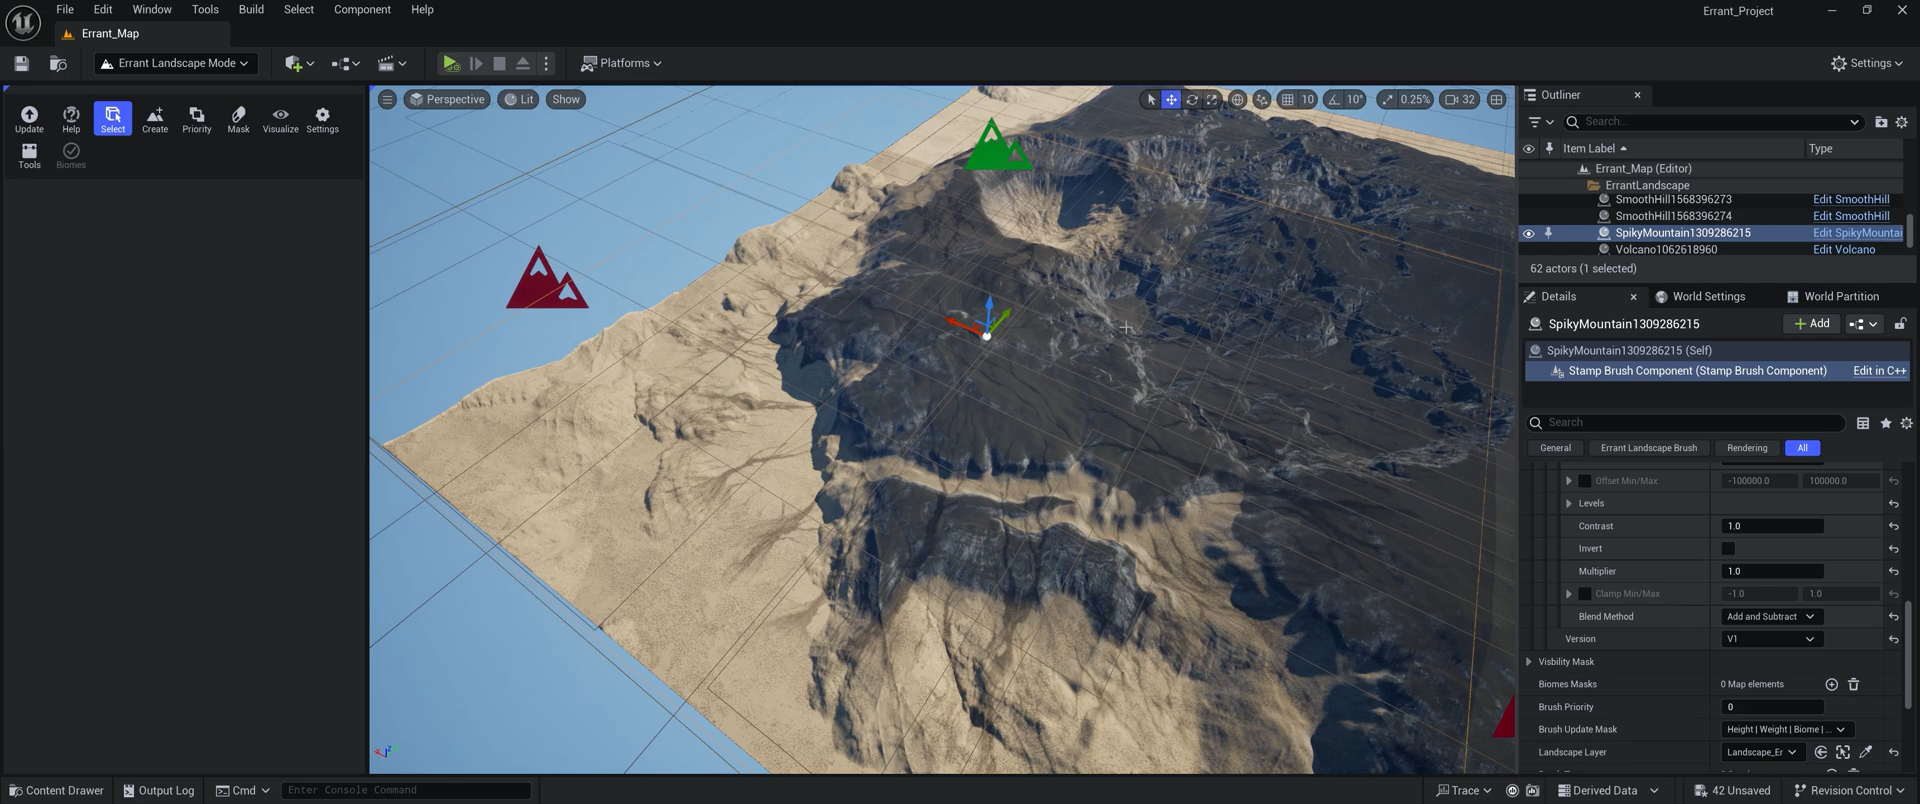 File Edit Window Tools Build Select Component Help
Errant_Project
Errant_Map
Errant Landscape Mode
Platforms
Settings
Update Help Select Create Priority Mask Visualize Settings
Tools Biomes
Perspective Lit Show
10 10° 0.25% 32
Outliner
Search...
Item Label Type
Errant_Map (Editor)
ErrantLandscape
SmoothHill1568396273 Edit SmoothHill
SmoothHill1568396274 Edit SmoothHill
SpikyMountain1309286215 Edit SpikyMountai
Volcano1062618960 Edit Volcano
62 actors (1 selected)
Details World Settings World Partition
SpikyMountain1309286215 Add
SpikyMountain1309286215 (Self)
Stamp Brush Component (Stamp Brush Component) Edit in C++
Search
General Errant Landscape Brush Rendering All
Offset Min/Max -100000.0 100000.0
Levels
Contrast 1.0
Invert
Multiplier 1.0
Clamp Min/Max -1.0 1.0
Blend Method Add and Subtract
Version V1
Visbility Mask
Biomes Masks 0 Map elements
Brush Priority 0
Brush Update Mask Height | Weight | Biome | ...
Landscape Layer Landscape_Er
Content Drawer Output Log Cmd Enter Console Command
Trace Derived Data 42 Unsaved Revision Control